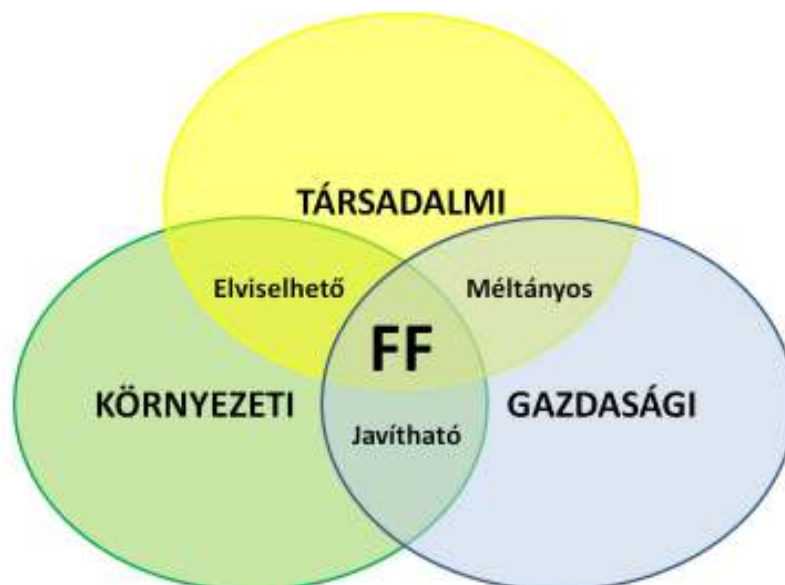 TÁRSADALMI
Elviselhető
Méltányos
FF
KÖRNYEZETI
GAZDASÁGI
Javítható